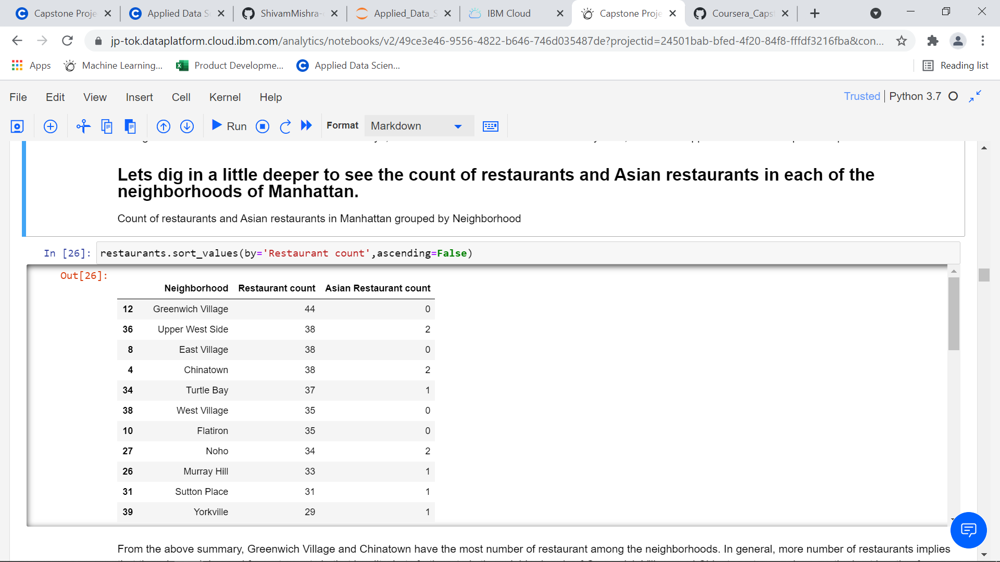 Capstone Proje
Applied Data S
ShivamMishra-
Applied_Data_S
IBM Cloud
Capstone Proje
Coursera_Caps
jp-tok.dataplatform.cloud.ibm.com/analytics/notebooks/v2/49ce3e46-9556-4822-b646-746d035487de?projectid=24501bab-bfed-4f20-84f8-fffdf3216fba&con...
Apps Machine Learning... Product Developme... Applied Data Scien... Reading list
File Edit View Insert Cell Kernel Help Trusted Python 3.7
Run Format Markdown
Lets dig in a little deeper to see the count of restaurants and Asian restaurants in each of the
neighborhoods of Manhattan.
Count of restaurants and Asian restaurants in Manhattan grouped by Neighborhood
In [26]: restaurants.sort_values(by='Restaurant count',ascending=False)
Out[26]:
Neighborhood Restaurant count Asian Restaurant count
12 Greenwich Village 44 0
36 Upper West Side 38 2
8 East Village 38 0
4 Chinatown 38 2
34 Turtle Bay 37 1
38 West Village 35 0
10 Flatiron 35 0
27 Noho 34 2
26 Murray Hill 33 1
31 Sutton Place 31 1
39 Yorkville 29 1
From the above summary, Greenwich Village and Chinatown have the most number of restaurant among the neighborhoods. In general, more number of restaurants implies